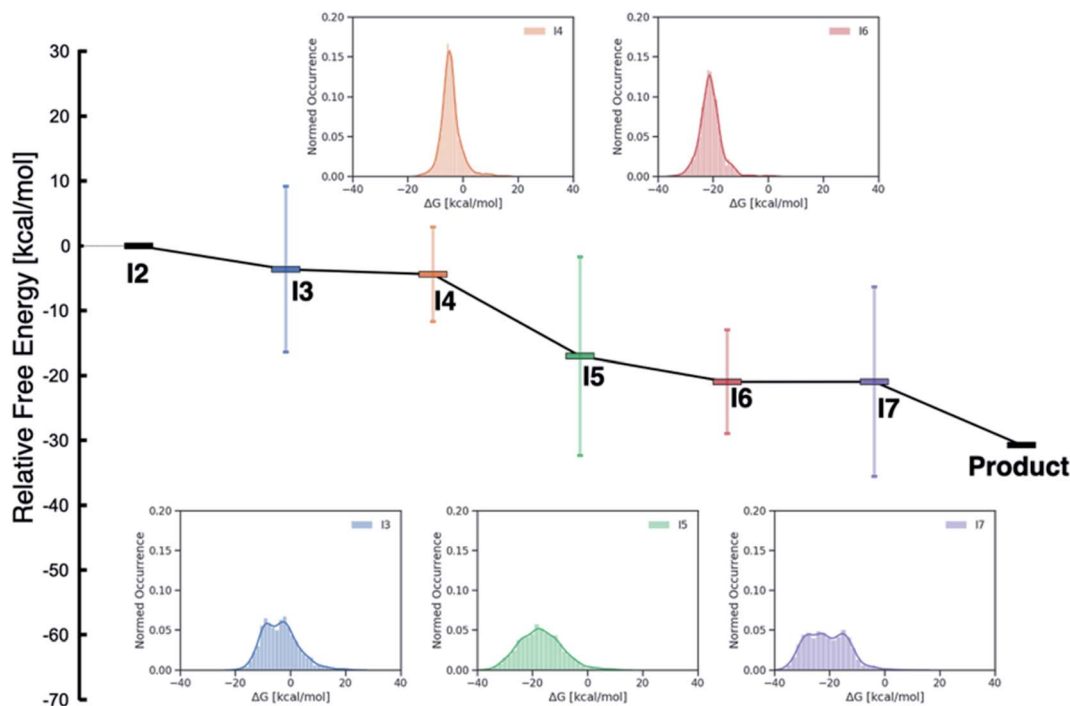 Relative Free Energy [kcal/mol]
30
20
10
0
-10
-20
-30
-40
-50
-60
-70
I2
I3
I4
I5
I6
I7
Product
Normed Occurrence
0.20
0.15
0.10
0.05
0.00
I4
−40 −20 0 20 40
ΔG [kcal/mol]
Normed Occurrence
0.20
0.15
0.10
0.05
0.00
I6
−40 −20 0 20 40
ΔG [kcal/mol]
Normed Occurrence
0.20
0.15
0.10
0.05
0.00
I3
−40 −20 0 20 40
ΔG [kcal/mol]
Normed Occurrence
0.20
0.15
0.10
0.05
0.00
I5
−40 −20 0 20 40
ΔG [kcal/mol]
Normed Occurrence
0.20
0.15
0.10
0.05
0.00
I7
−40 −20 0 20 40
ΔG [kcal/mol]